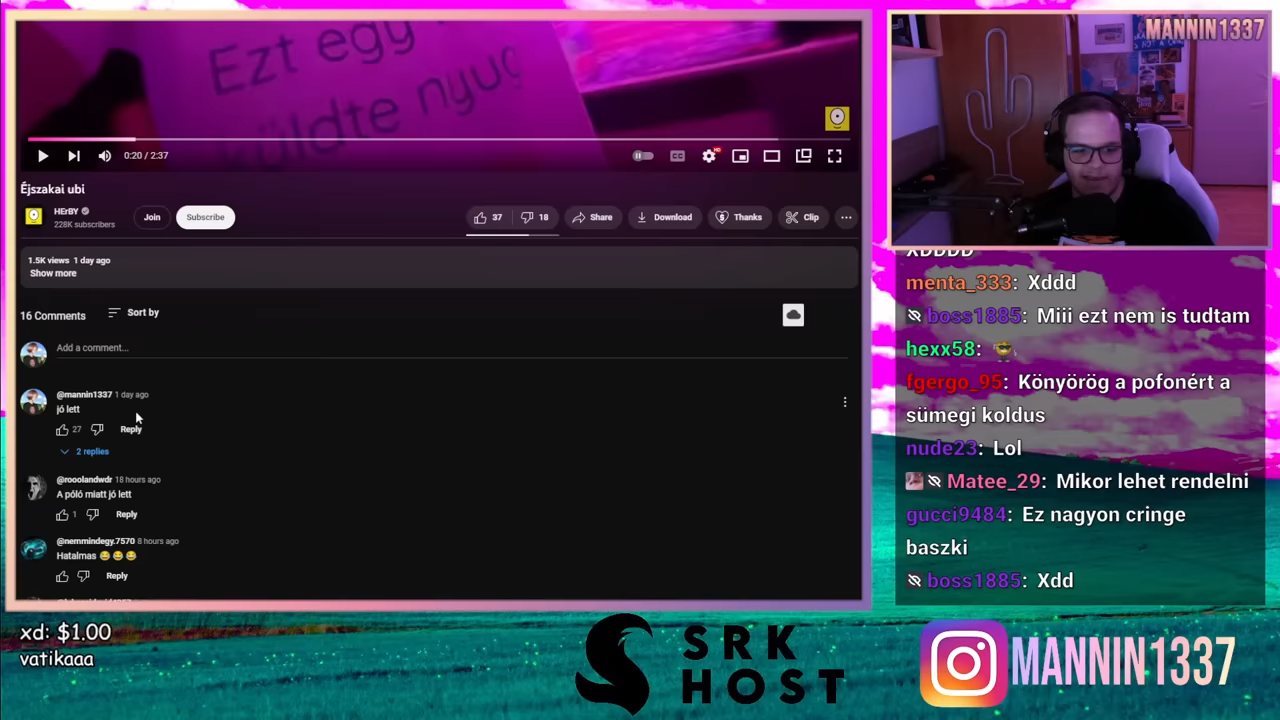 Ezt egy
küldte nyug
0:20 / 2:37
CC
HD
Éjszakai ubi
HErBY
228K subscribers
Join
Subscribe
37
18
Share
Download
Thanks
Clip
1.5K views 1 day ago
Show more
16 Comments
Sort by
Add a comment...
@mannin1337 1 day ago
jó lett
27
Reply
2 replies
@rooolandwdr 18 hours ago
A póló miatt jó lett
1
Reply
@nemmindegy.7570 8 hours ago
Hatalmas 😂😂😂
Reply
MANNIN1337
XDDDD
menta_333: Xddd
boss1885: Miii ezt nem is tudtam
hexx58:
fgergo_95: Könyörög a pofonért a
sümegi koldus
nude23: Lol
Matee_29: Mikor lehet rendelni
gucci9484: Ez nagyon cringe
baszki
boss1885: Xdd
xd: $1.00
vatikaaa
SRK
HOST
MANNIN1337